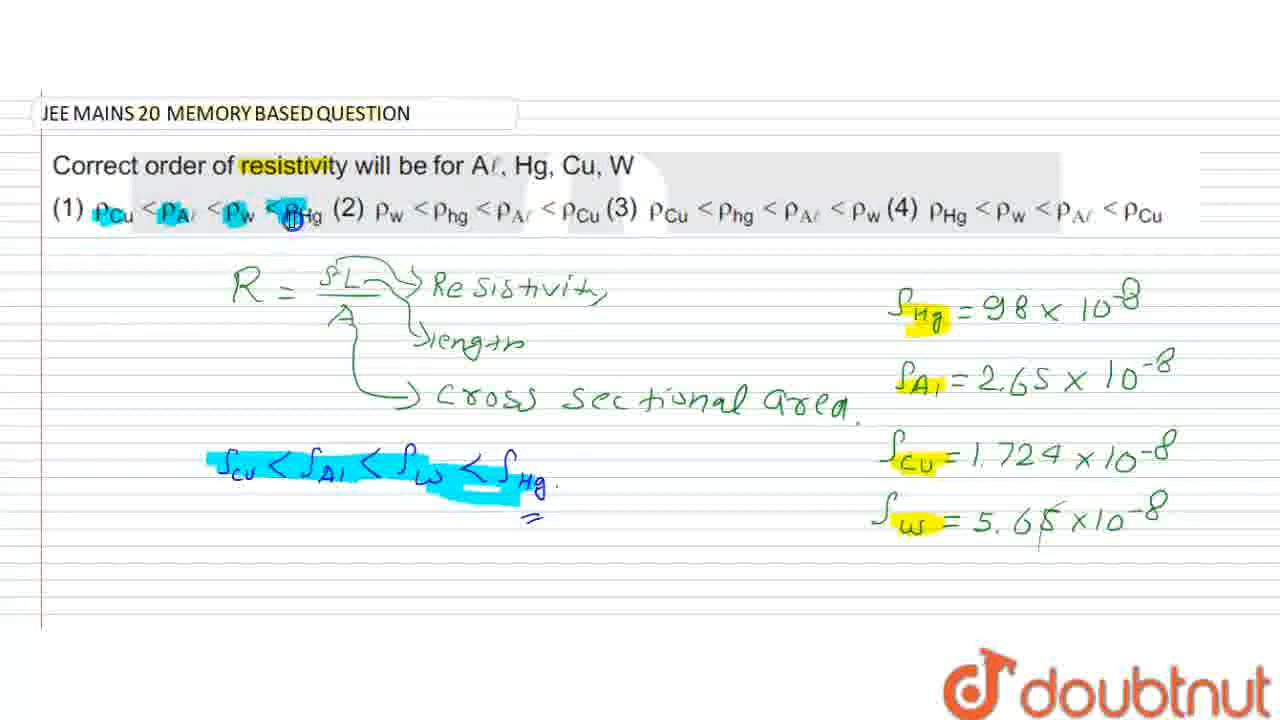 JEE MAINS 20 MEMORY BASED QUESTION
Correct order of resistivity will be for Aℓ, Hg, Cu, W
(1) ρCu < ρAℓ < ρw < ρHg (2) ρw < ρhg < ρAℓ < ρCu (3) ρCu < ρhg < ρAℓ < ρw (4) ρHg < ρw < ρAℓ < ρCu
R = ρL/A
Resistivity
length
Cross sectional area.
ρCu < ρAl < ρW < ρHg.
ρHg = 98 × 10⁻⁸
ρAl = 2.65 × 10⁻⁸
ρCu = 1.724 × 10⁻⁸
ρW = 5.65 × 10⁻⁸
doubtnut